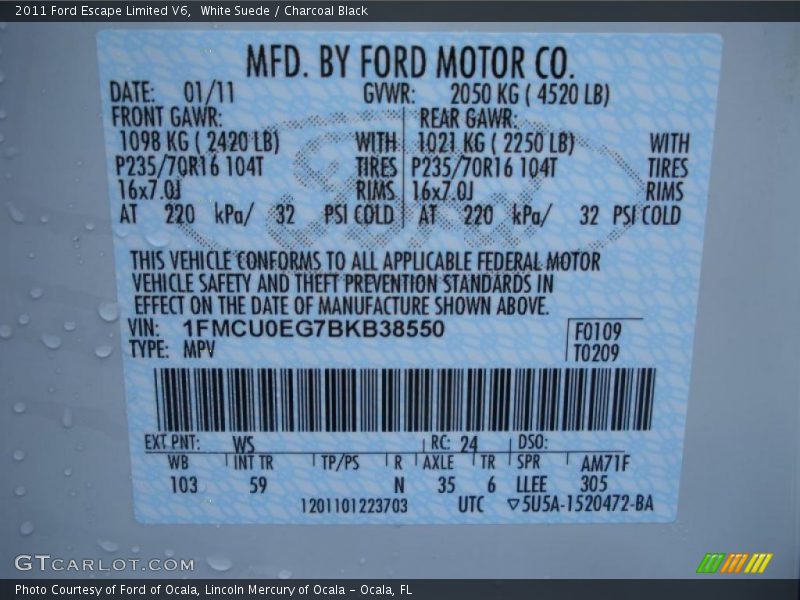 2011 Ford Escape Limited V6,  White Suede / Charcoal Black
MFD. BY FORD MOTOR CO.
DATE: 01/11 GVWR: 2050 KG ( 4520 LB)
FRONT GAWR: REAR GAWR:
1098 KG ( 2420 LB) WITH 1021 KG ( 2250 LB) WITH
P235/70R16 104T TIRES P235/70R16 104T TIRES
16x7.0J RIMS 16x7.0J RIMS
AT 220 kPa/ 32 PSI COLD AT 220 kPa/ 32 PSI COLD
THIS VEHICLE CONFORMS TO ALL APPLICABLE FEDERAL MOTOR
VEHICLE SAFETY AND THEFT PREVENTION STANDARDS IN
EFFECT ON THE DATE OF MANUFACTURE SHOWN ABOVE.
VIN: 1FMCU0EG7BKB38550 F0109
TYPE: MPV T0209
EXT PNT: WS RC: 24 DSO:
WB INT TR TP/PS R AXLE TR SPR AM71F
103 59 N 35 6 LLEE 305
1201101223703 UTC ▽5U5A-1520472-BA
GTCARLOT.COM
Photo Courtesy of Ford of Ocala, Lincoln Mercury of Ocala - Ocala, FL